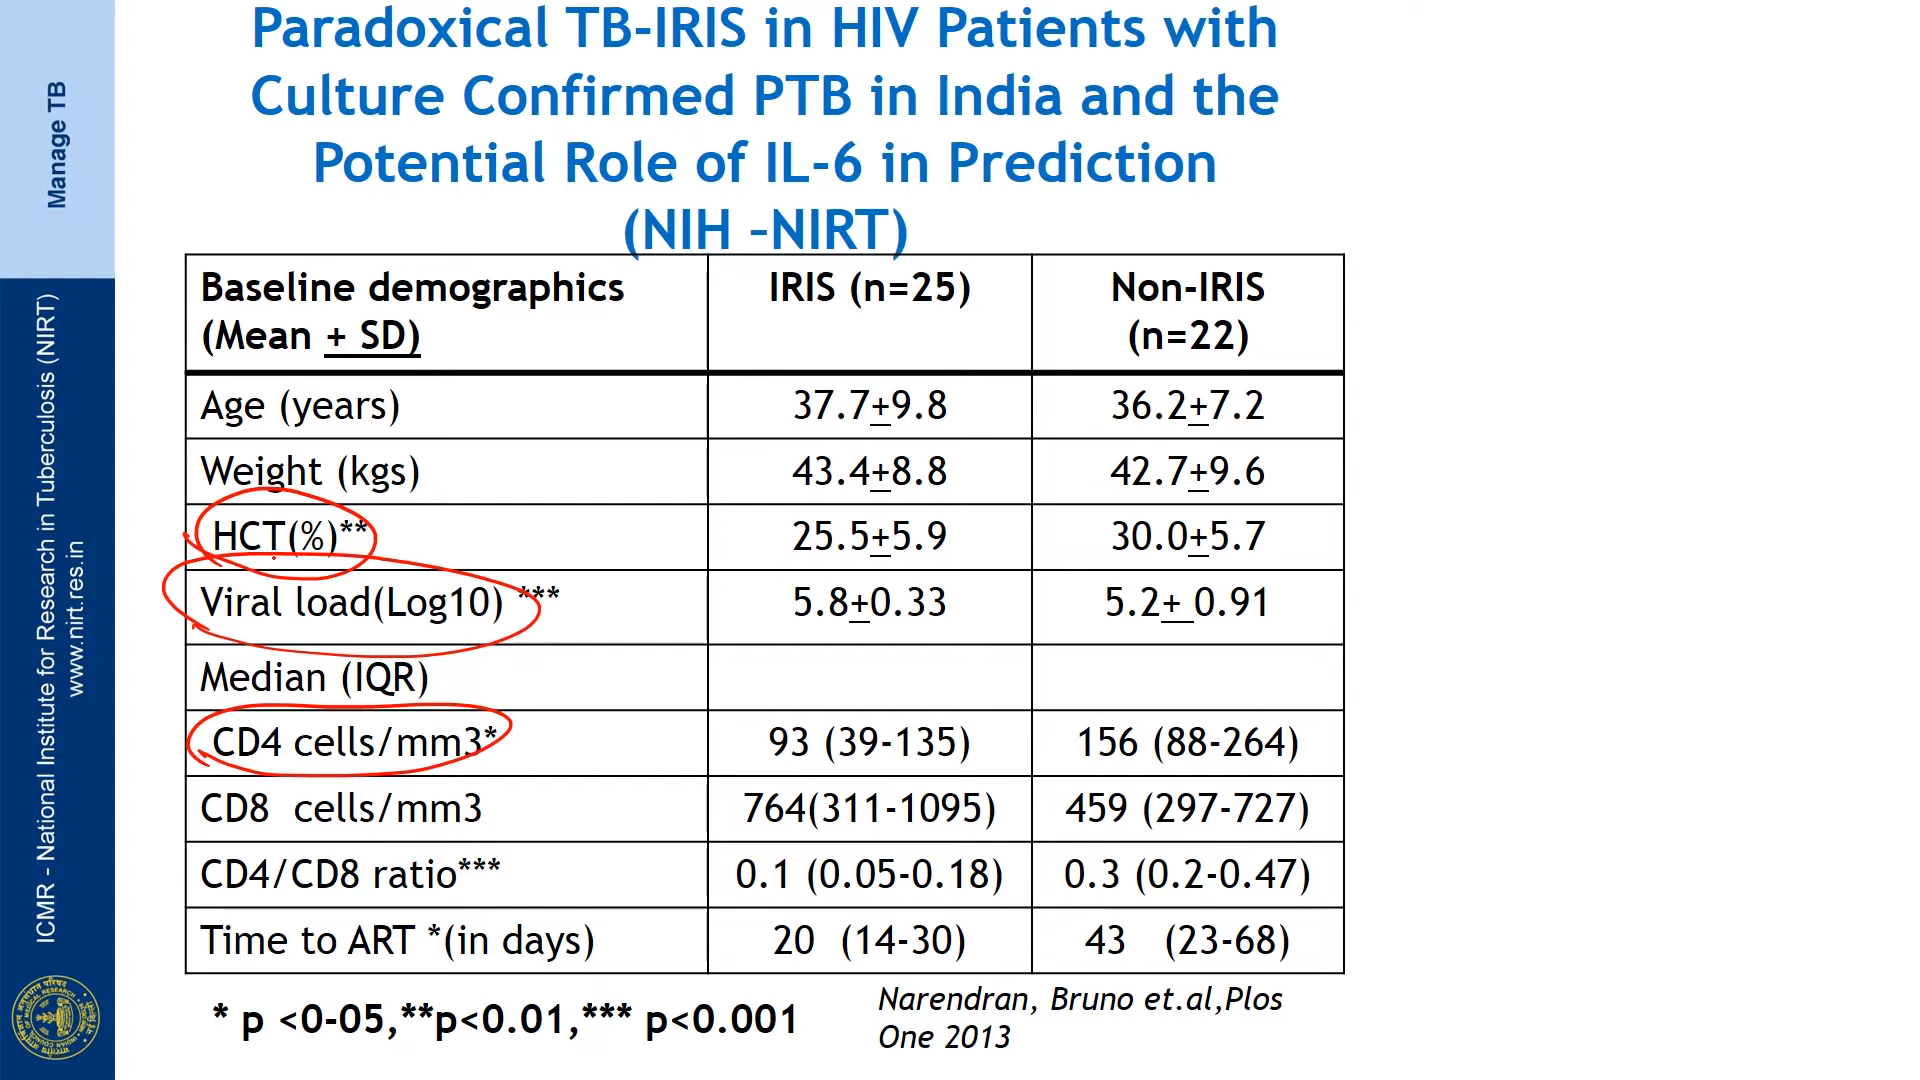 Paradoxical TB-IRIS in HIV Patients with
Culture Confirmed PTB in India and the
Potential Role of IL-6 in Prediction
(NIH –NIRT)
Manage TB
ICMR - National Institute for Research in Tuberculosis (NIRT)
www.nirt.res.in
Baseline demographics (Mean + SD) IRIS (n=25) Non-IRIS (n=22)
Age (years) 37.7+9.8 36.2+7.2
Weight (kgs) 43.4+8.8 42.7+9.6
HCT(%)** 25.5+5.9 30.0+5.7
Viral load(Log10) *** 5.8+0.33 5.2+ 0.91
Median (IQR)
CD4 cells/mm3* 93 (39-135) 156 (88-264)
CD8 cells/mm3 764(311-1095) 459 (297-727)
CD4/CD8 ratio*** 0.1 (0.05-0.18) 0.3 (0.2-0.47)
Time to ART *(in days) 20 (14-30) 43 (23-68)
* p <0-05,**p<0.01,*** p<0.001
Narendran, Bruno et.al,Plos
One 2013